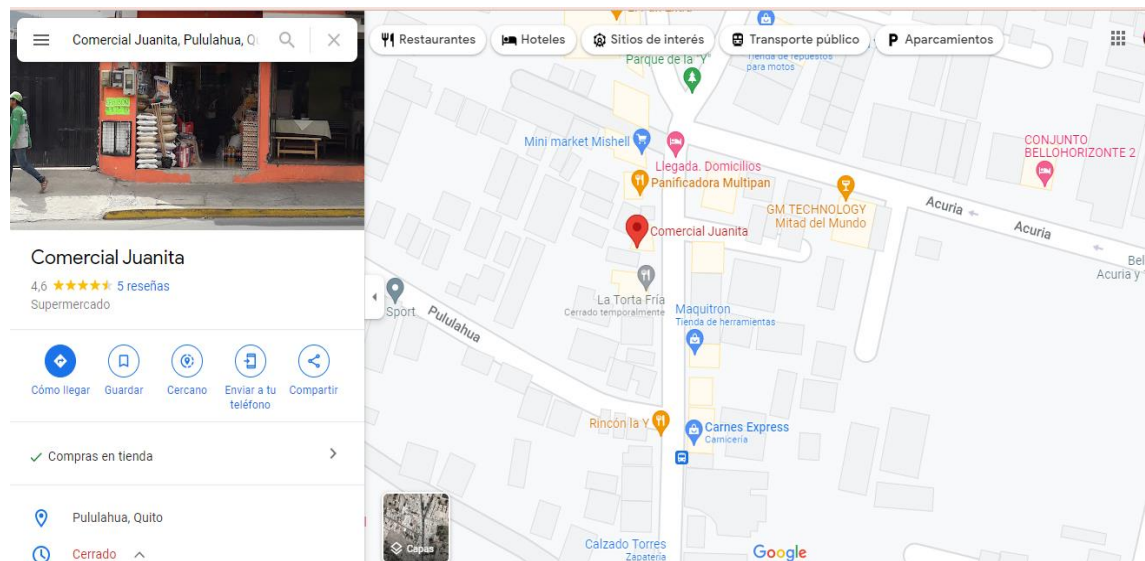 Comercial Juanita, Pululahua, Qu
Restaurantes
Hoteles
Sitios de interés
Transporte público
P Aparcamientos
Comercial Juanita
4,6
5 reseñas
Supermercado
Cómo llegar
Guardar
Cercano
Enviar a tu
teléfono
Compartir
Compras en tienda
Pululahua, Quito
Cerrado
Parque de la "Y"
Tienda de repuestos
para motos
Mini market Mishell
Llegada. Domicilios
Panificadora Multipan
CONJUNTO
BELLOHORIZONTE 2
GM TECHNOLOGY
Mitad del Mundo
Acuria
Acuria
Bel
Acuria y
Comercial Juanita
La Torta Fría
Cerrado temporalmente
Sport
Pululahua
Maquitron
Tienda de herramientas
Rincón la Y
Carnes Express
Carnicería
Capas
Calzado Torres
Zapatería
Google